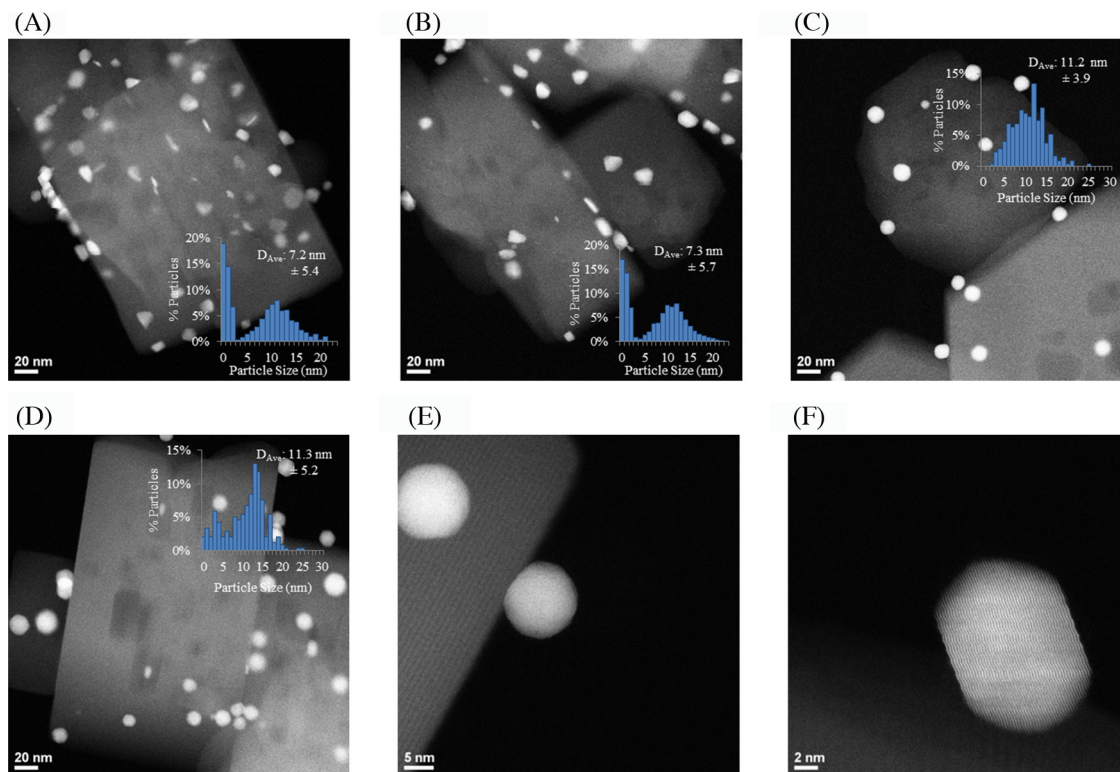 (A)
(B)
(C)
20%
15%
10%
5%
0%
% Particles
D_Ave: 7.2 nm
± 5.4
0 5 10 15 20
Particle Size (nm)
20 nm
20%
15%
10%
5%
0%
% Particles
D_Ave: 7.3 nm
± 5.7
0 5 10 15 20
Particle Size (nm)
20 nm
15%
10%
5%
0%
% Particles
D_Ave: 11.2 nm
± 3.9
0 5 10 15 20 25 30
Particle Size (nm)
20 nm
(D)
(E)
(F)
15%
10%
5%
0%
% Particles
D_Ave: 11.3 nm
± 5.2
0 5 10 15 20 25 30
Particle Size (nm)
20 nm
5 nm
2 nm